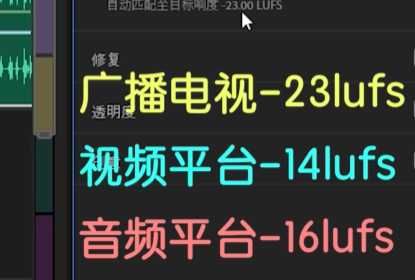 自动匹配至目标响度 -23.00 LUFS
修复
广播电视-23lufs
透明度
视频平台-14lufs
音频平台-16lufs